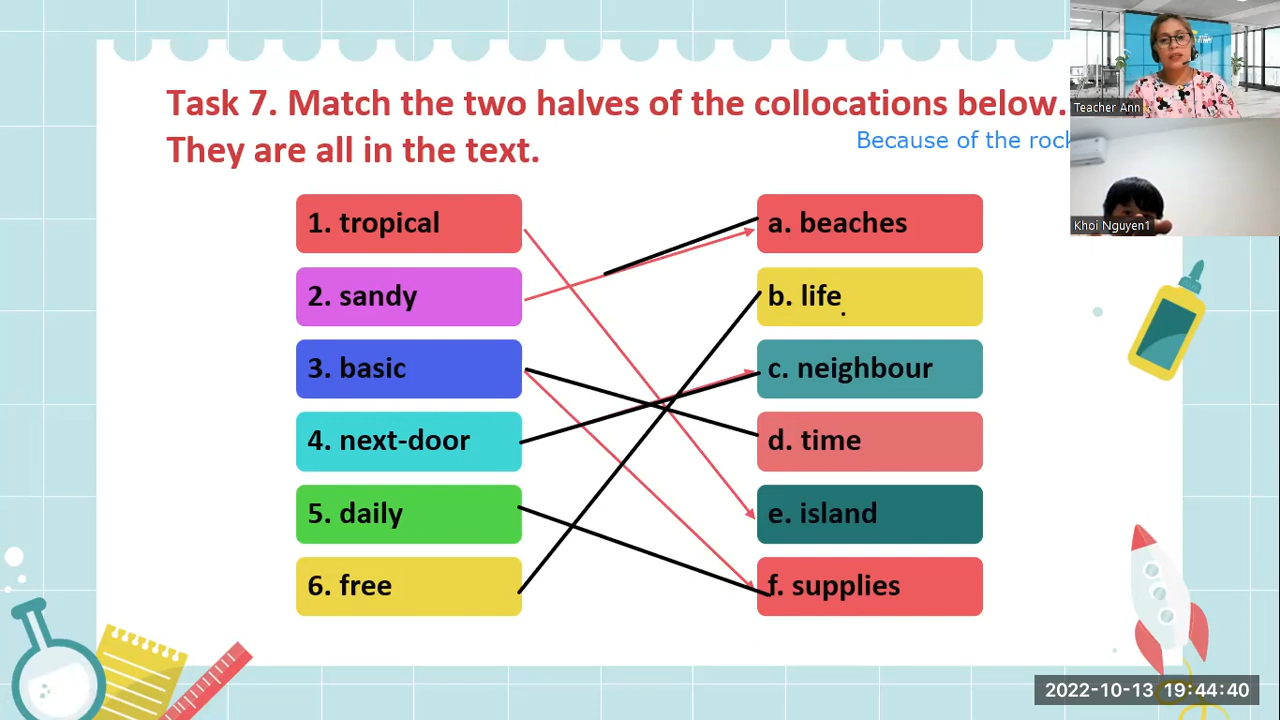 Task 7. Match the two halves of the collocations below.
They are all in the text.
Because of the rock
1. tropical
a. beaches
2. sandy
b. life
3. basic
c. neighbour
4. next-door
d. time
5. daily
e. island
6. free
f. supplies
Teacher Ann
Khoi Nguyen1
2022-10-13 19:44:40